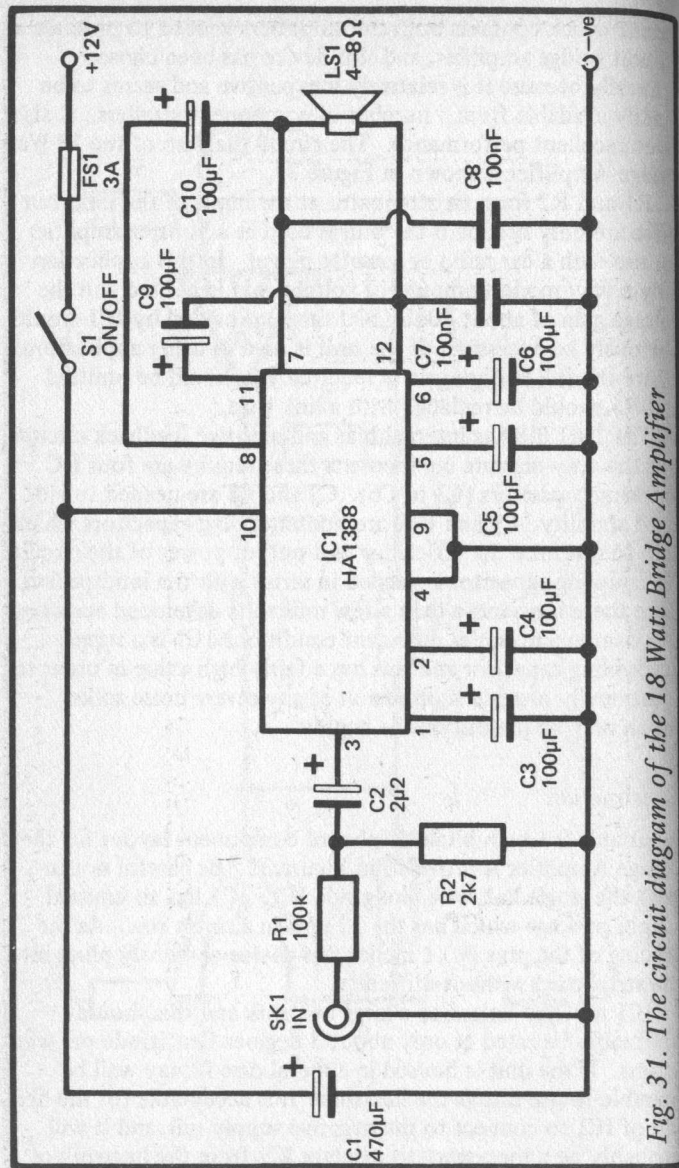 +12V
FS1
3A
S1
ON/OFF
C10
100µF
C9
100µF
LS1
4–8Ω
10
8
11
7
12
IC1
HA1388
3
1
2
4
9
5
6
SK1
IN
R1
100k
C2
2µ2
R2
2k7
C1
470µF
C3
100µF
C4
100µF
C5
100µF
C6
100µF
C7
100nF
C8
100nF
–ve
Fig. 31. The circuit diagram of the 18 Watt Bridge Amplifier